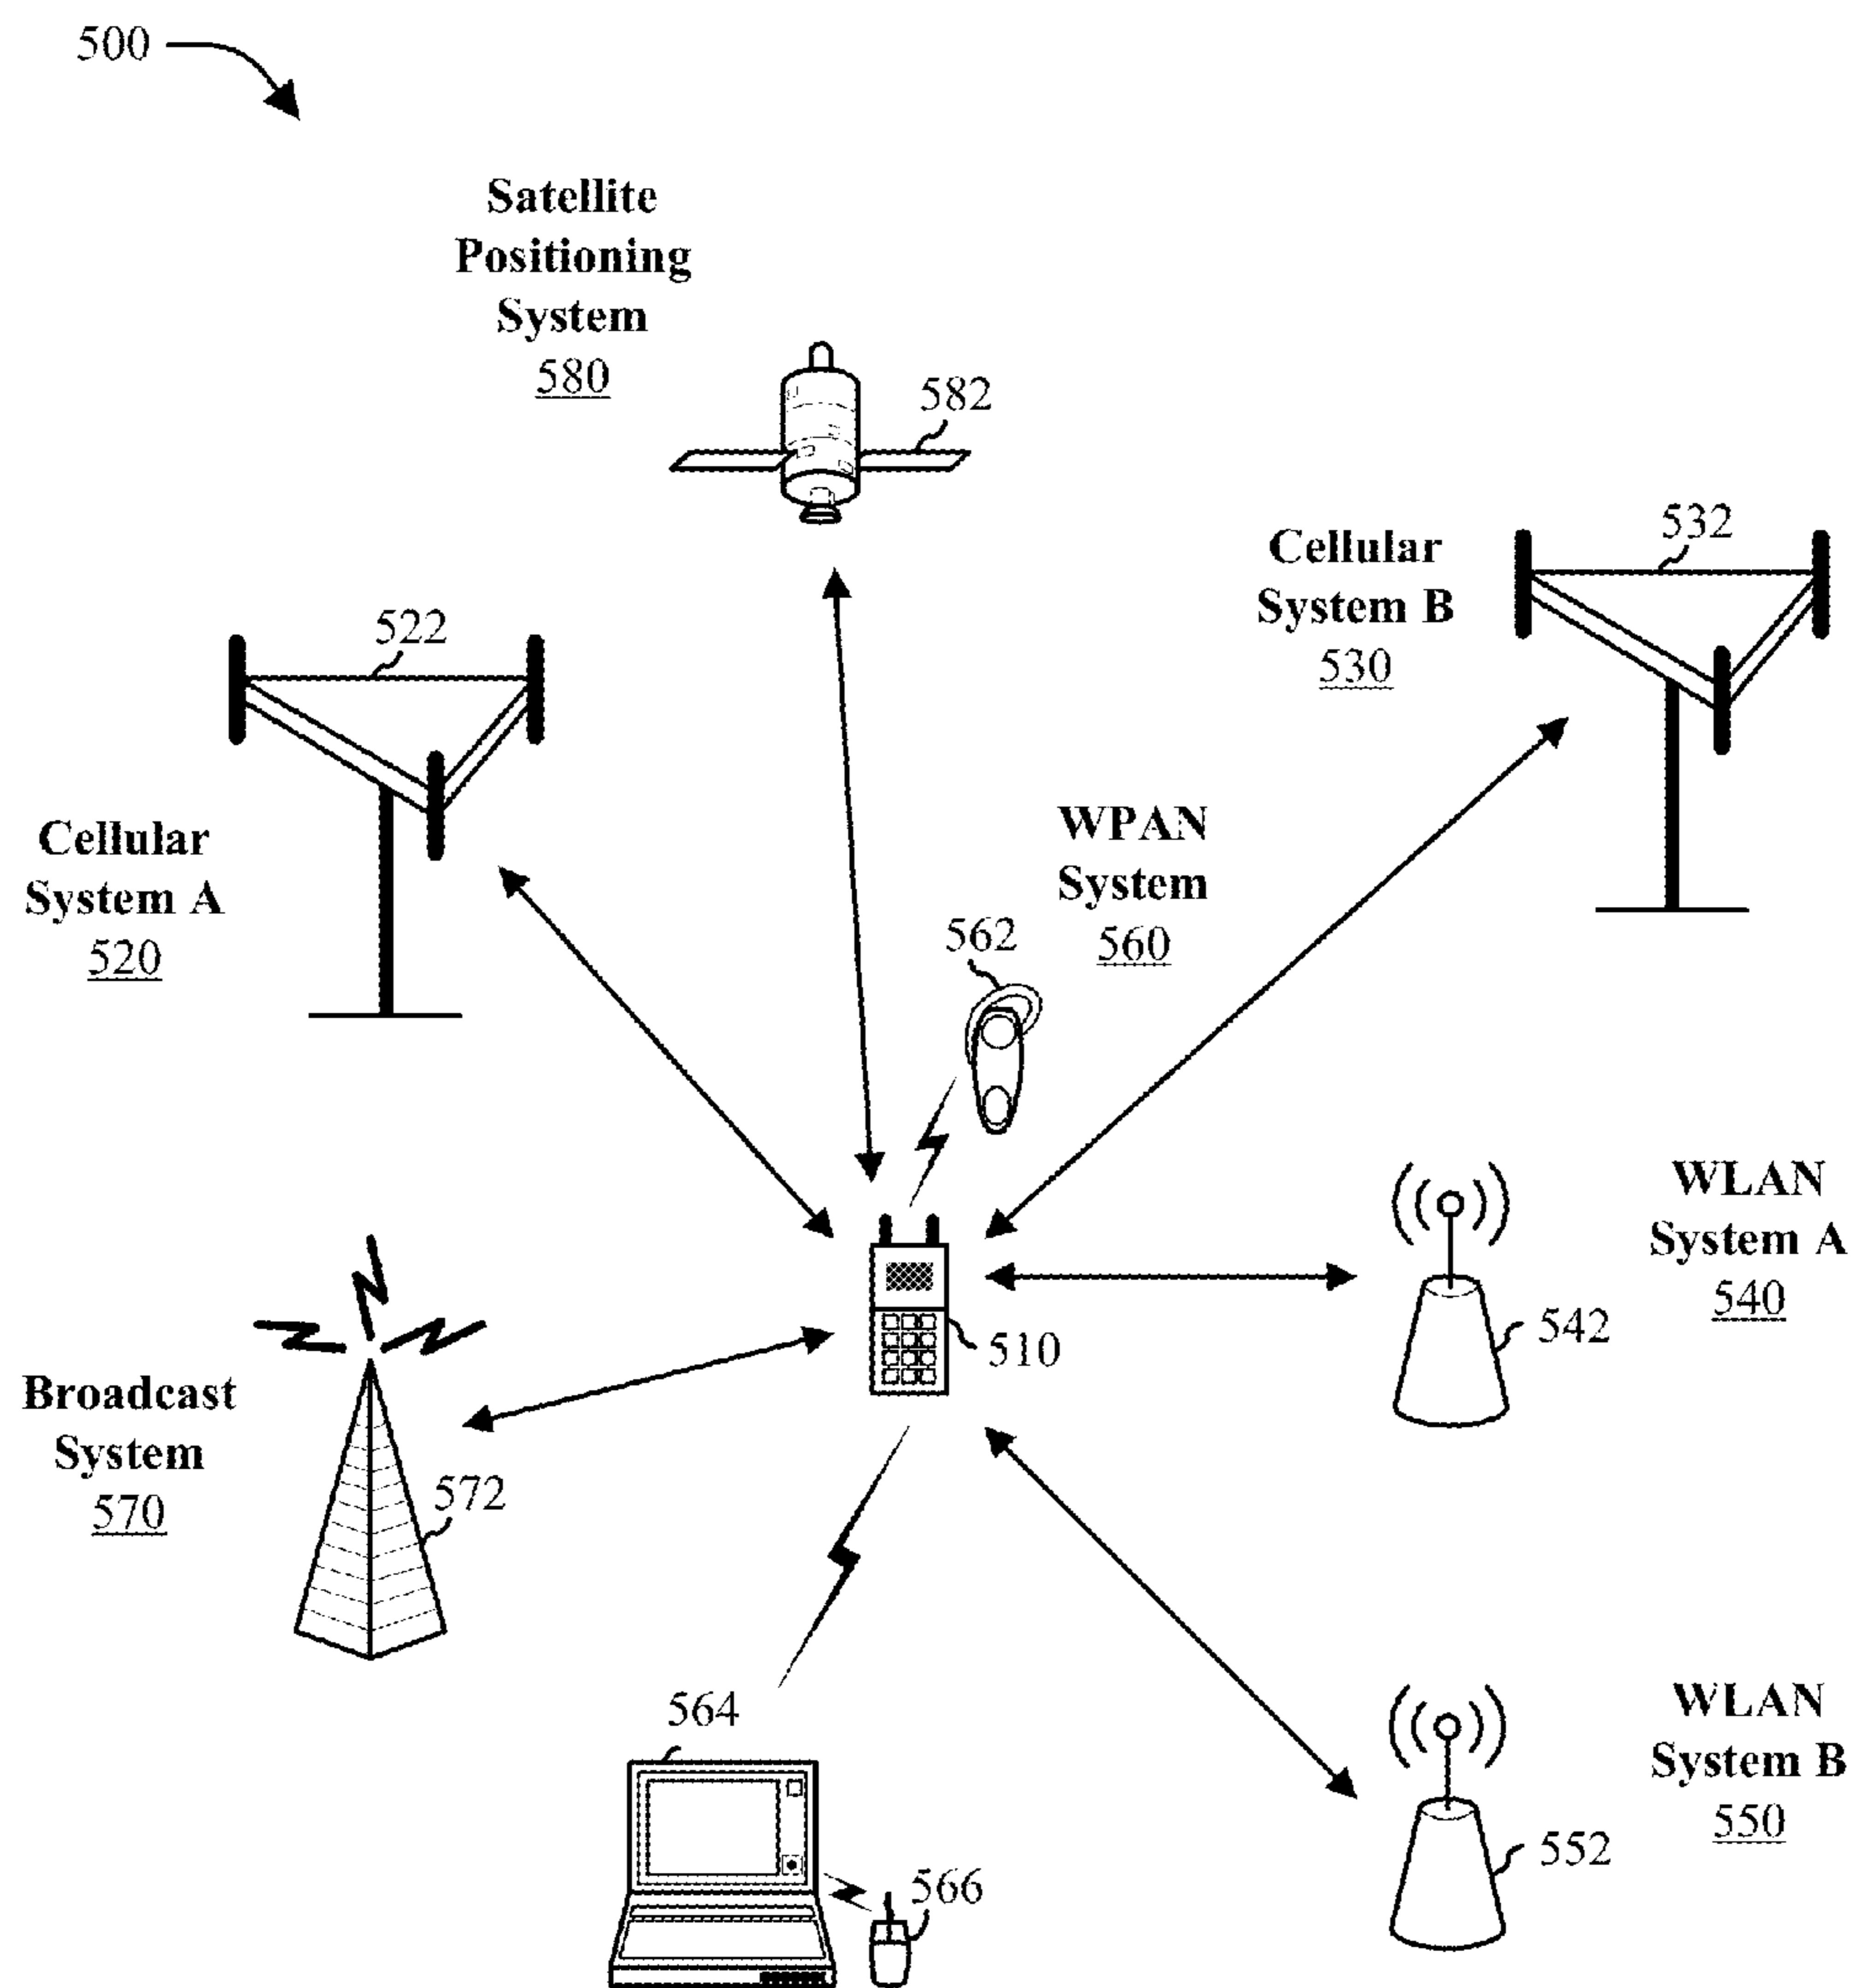 500
Satellite
Positioning
System
580
582
Cellular
System B
530
532
522
Cellular
System A
520
WPAN
System
560
562
WLAN
System A
540
542
510
Broadcast
System
570
572
564
566
WLAN
System B
550
552